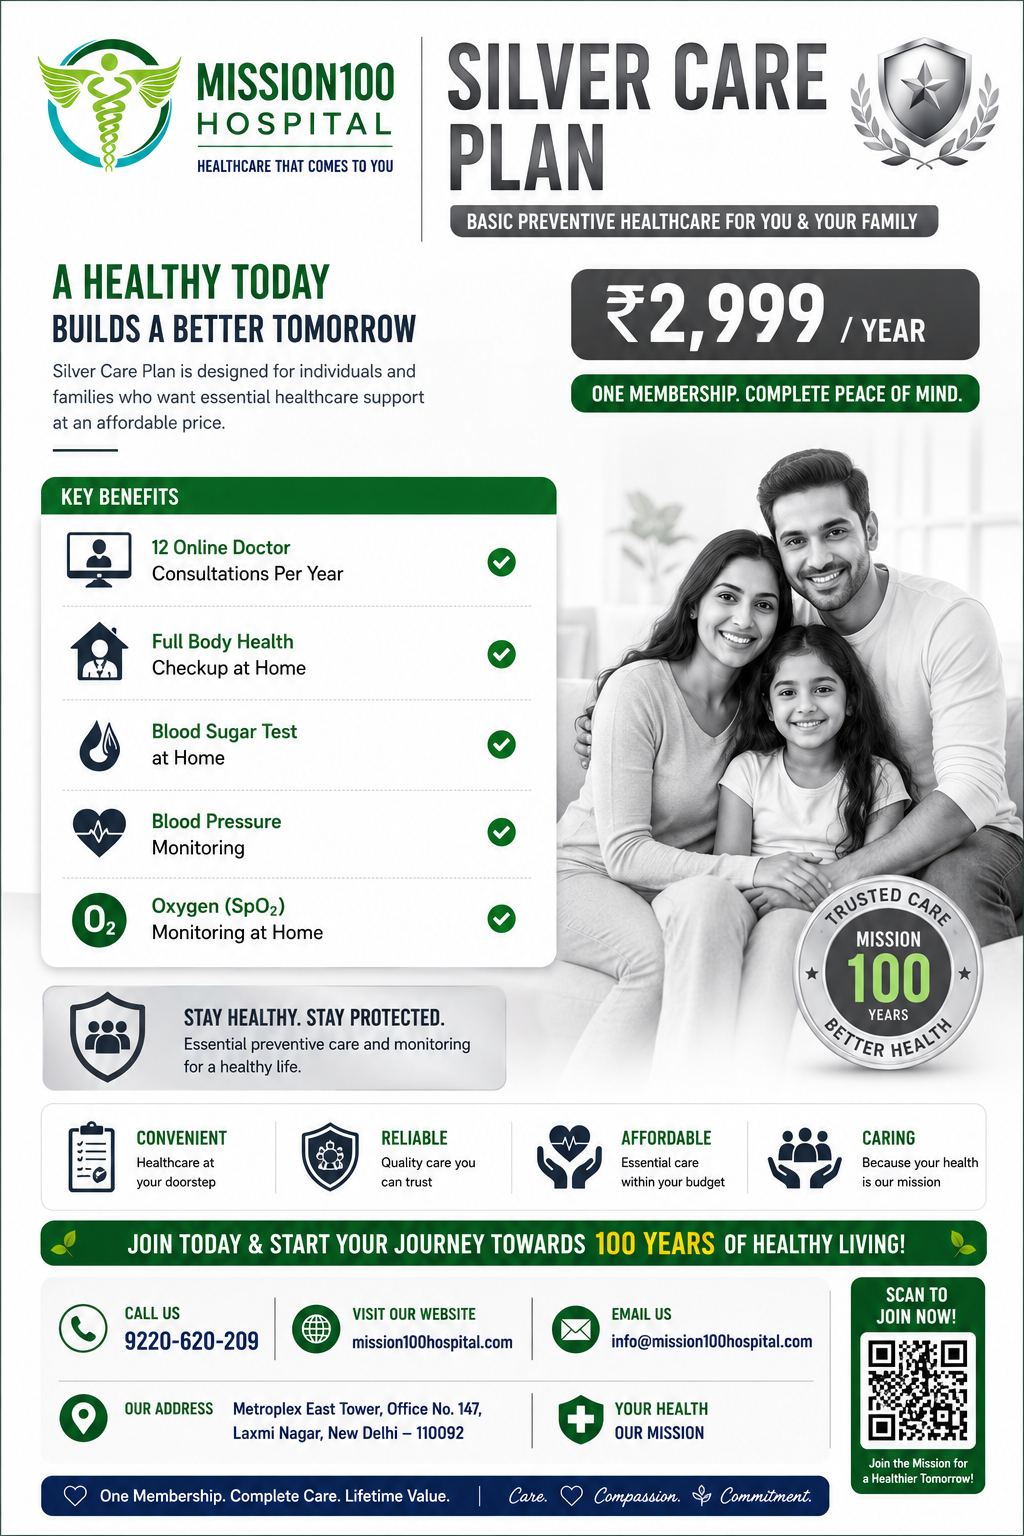 MISSION100
HOSPITAL
HEALTHCARE THAT COMES TO YOU
SILVER CARE
PLAN
BASIC PREVENTIVE HEALTHCARE FOR YOU & YOUR FAMILY
A HEALTHY TODAY
BUILDS A BETTER TOMORROW
Silver Care Plan is designed for individuals and
families who want essential healthcare support
at an affordable price.
₹2,999 / YEAR
ONE MEMBERSHIP. COMPLETE PEACE OF MIND.
KEY BENEFITS
12 Online Doctor
Consultations Per Year
Full Body Health
Checkup at Home
Blood Sugar Test
at Home
Blood Pressure
Monitoring
O₂
Oxygen (SpO₂)
Monitoring at Home
TRUSTED CARE
MISSION
100
YEARS
BETTER HEALTH
STAY HEALTHY. STAY PROTECTED.
Essential preventive care and monitoring
for a healthy life.
CONVENIENT
Healthcare at
your doorstep
RELIABLE
Quality care you
can trust
AFFORDABLE
Essential care
within your budget
CARING
Because your health
is our mission
JOIN TODAY & START YOUR JOURNEY TOWARDS 100 YEARS OF HEALTHY LIVING!
CALL US
9220-620-209
VISIT OUR WEBSITE
mission100hospital.com
EMAIL US
info@mission100hospital.com
OUR ADDRESS
Metroplex East Tower, Office No. 147,
Laxmi Nagar, New Delhi – 110092
YOUR HEALTH
OUR MISSION
SCAN TO
JOIN NOW!
Join the Mission for
a Healthier Tomorrow!
One Membership. Complete Care. Lifetime Value.
Care. Compassion. Commitment.